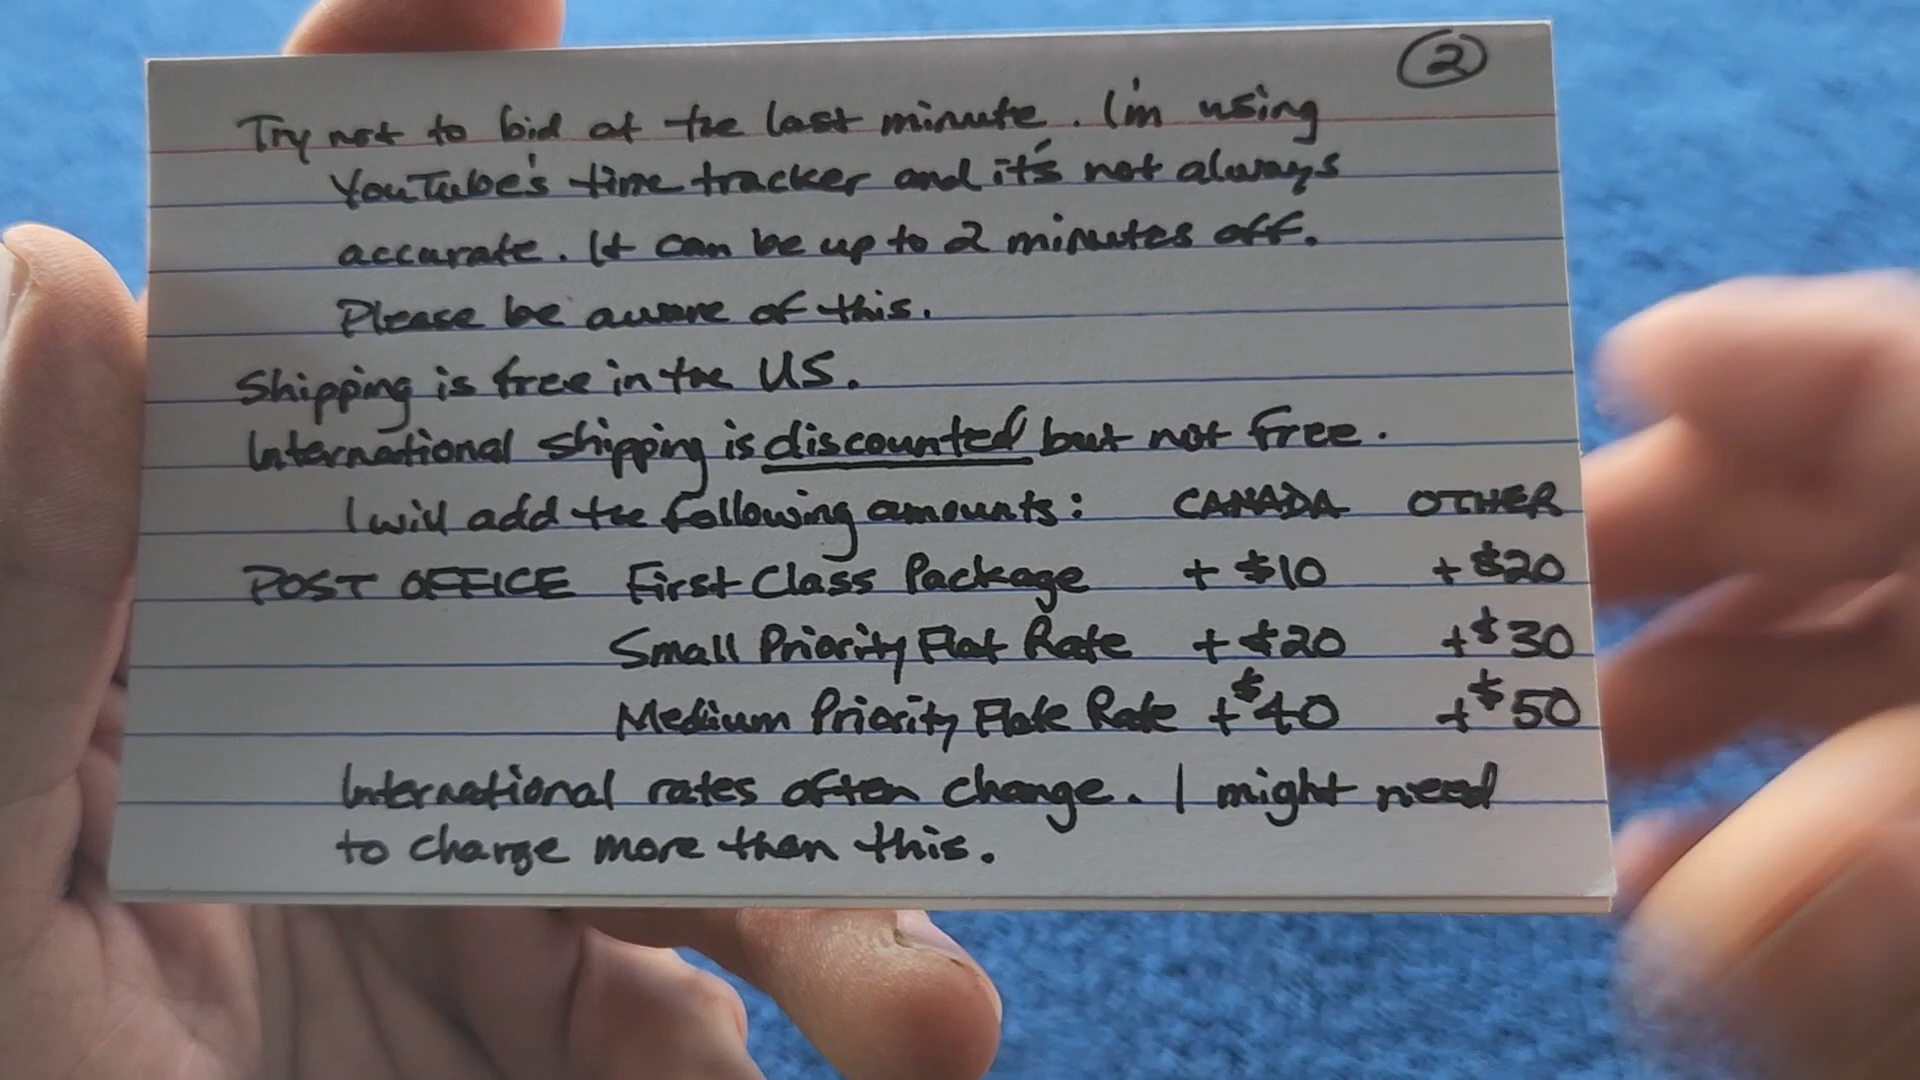 2
Try not to bid at the last minute. I'm using
YouTube's time tracker and it's not always
accurate. It can be up to 2 minutes off.
Please be aware of this.
Shipping is free in the US.
International shipping is discounted but not free.
I will add the following amounts: CANADA OTHER
POST OFFICE First Class Package + $10 + $20
Small Priority Flat Rate + $20 + $30
Medium Priority Flate Rate + $40 + $50
International rates often change. I might need
to charge more than this.